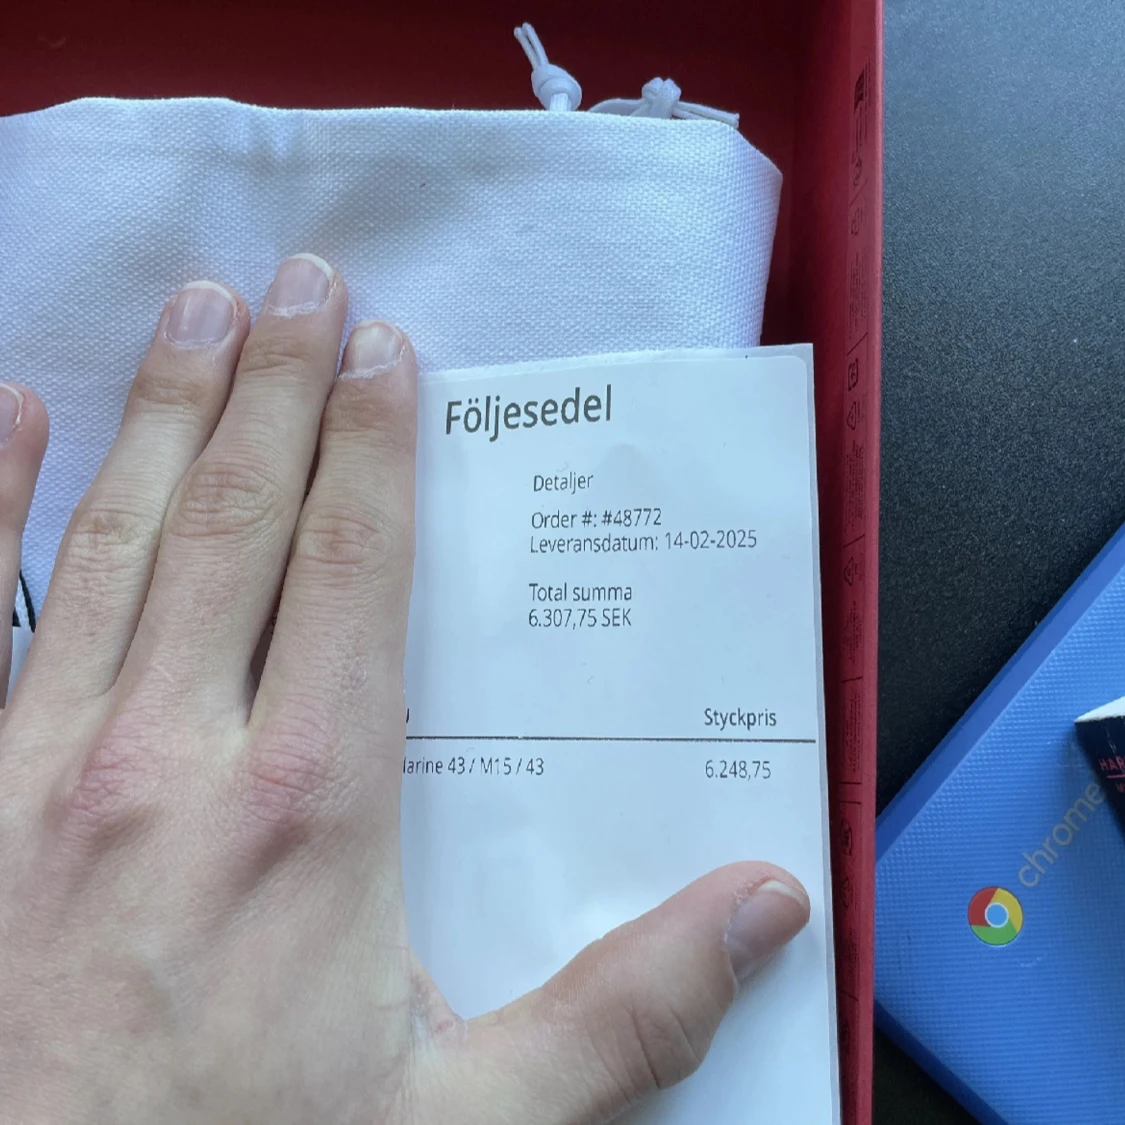 Följesedel
Detaljer
Order #: #48772
Leveransdatum: 14-02-2025
Total summa
6.307,75 SEK
Styckpris
43 / M15 / 43
6.248,75
chrome